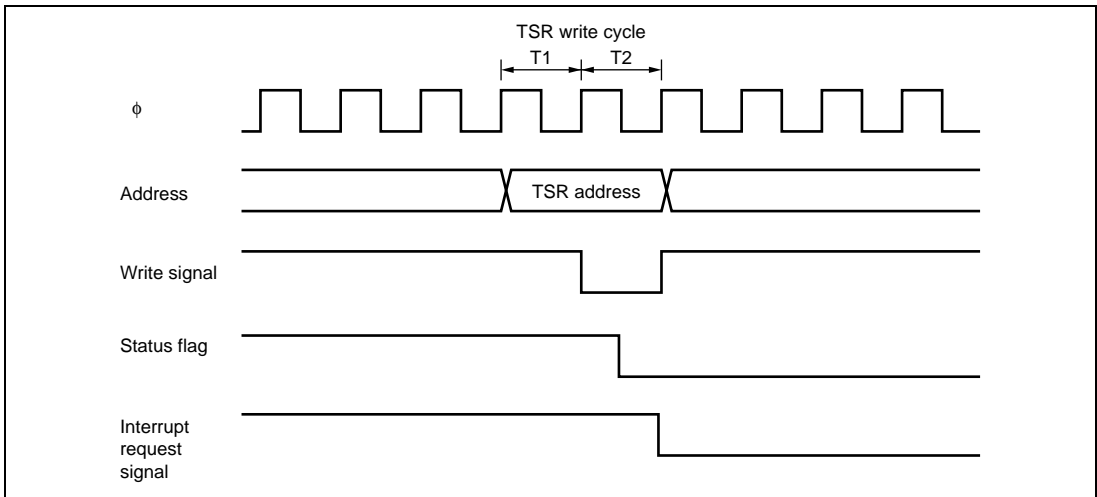 TSR write cycle
T1 T2
ϕ
Address
TSR address
Write signal
Status flag
Interrupt
request
signal